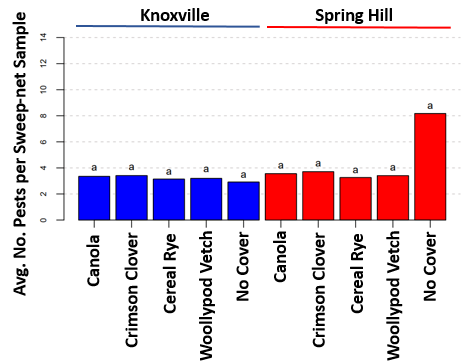 Knoxville
Spring Hill
Avg. No. Pests per Sweep-net Sample
14
12
10
8
6
4
2
0
a a a a a a a a a a
Canola
Crimson Clover
Cereal Rye
Woollypod Vetch
No Cover
Canola
Crimson Clover
Cereal Rye
Woollypod Vetch
No Cover